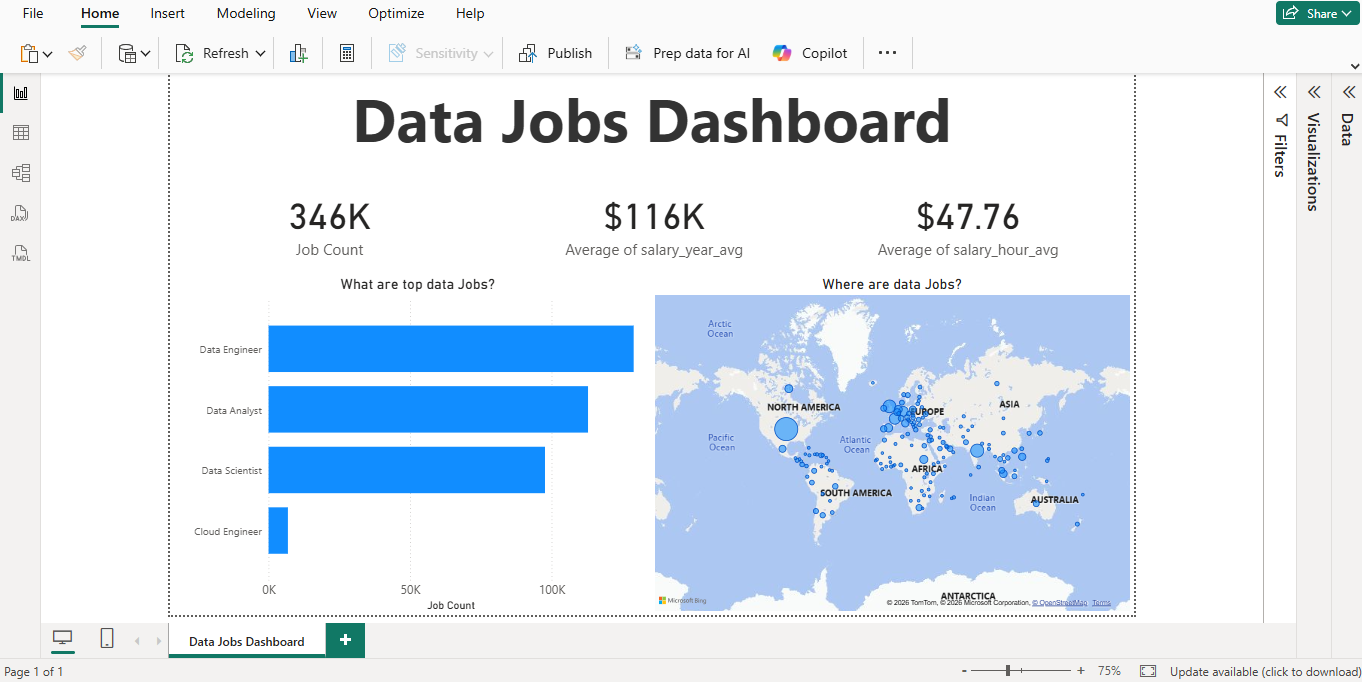 File Home Insert Modeling View Optimize Help Share
Refresh Sensitivity Publish Prep data for AI Copilot
Data Jobs Dashboard
346K $116K $47.76
Job Count Average of salary_year_avg Average of salary_hour_avg
What are top data Jobs?
Data Engineer
Data Analyst
Data Scientist
Cloud Engineer
0K 50K 100K
Job Count
Where are data Jobs?
Arctic
Ocean
NORTH AMERICA
EUROPE
ASIA
Pacific
Ocean
Atlantic
Ocean
AFRICA
SOUTH AMERICA
Indian
Ocean
AUSTRALIA
ANTARCTICA
Microsoft Bing
© 2026 TomTom, © 2026 Microsoft Corporation, © OpenStreetMap Terms
Filters
Visualizations
Data
DAX
TMDL
Data Jobs Dashboard +
Page 1 of 1
- + 75% Update available (click to download)